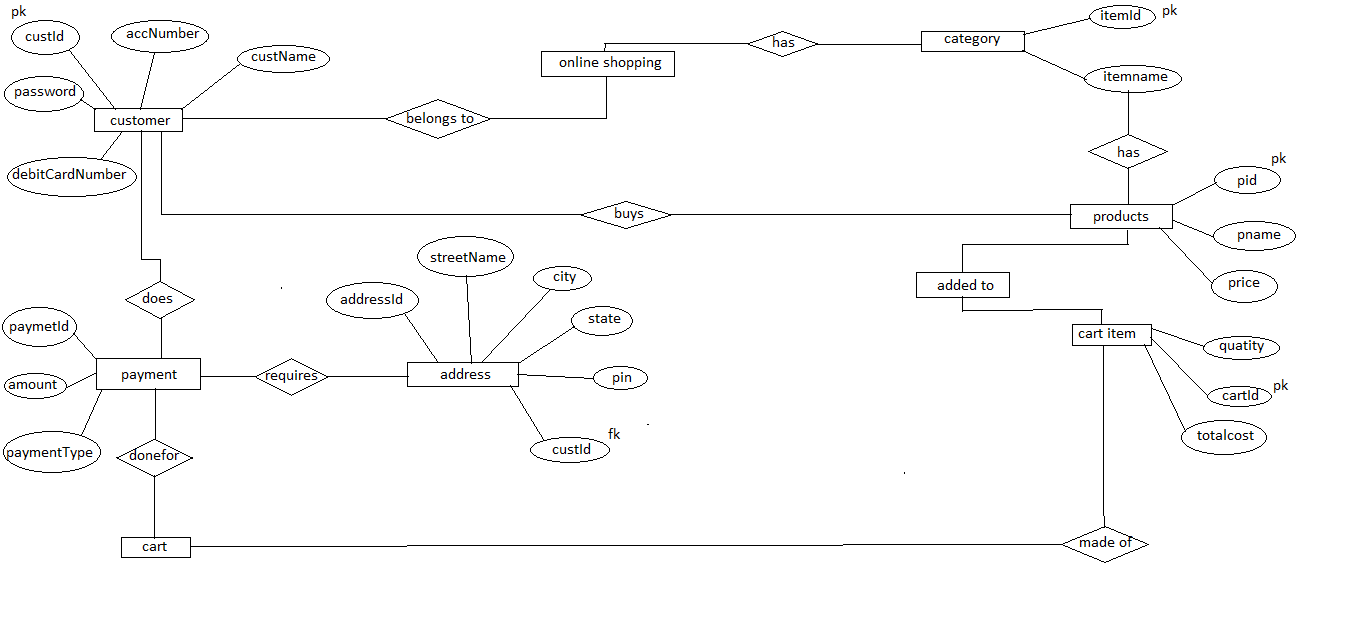 pk
custId
accNumber
custName
password
customer
debitCardNumber
belongs to
online shopping
has
category
itemId
pk
itemname
has
pk
pid
products
pname
price
buys
added to
cart item
quatity
cartId
pk
totalcost
does
paymetId
amount
payment
paymentType
requires
addressId
streetName
city
state
address
pin
custId
fk
donefor
cart
made of